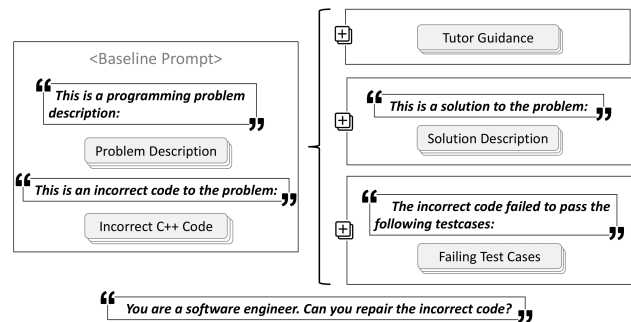 <Baseline Prompt>
“This is a programming problem
description:”
Problem Description
“This is an incorrect code to the problem:”
Incorrect C++ Code
Tutor Guidance
“This is a solution to the problem:”
Solution Description
“The incorrect code failed to pass the
following testcases:”
Failing Test Cases
“You are a software engineer. Can you repair the incorrect code?”